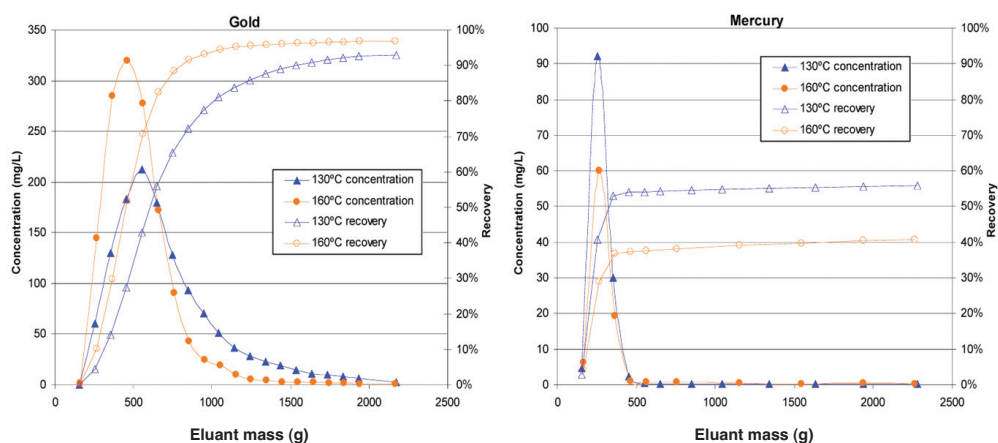 Gold
350
300
250
200
150
100
50
0
Concentration (mg/L)
100%
90%
80%
70%
60%
50%
40%
30%
20%
10%
0%
Recovery
130ºC concentration
160ºC concentration
130ºC recovery
160ºC recovery
0 500 1000 1500 2000
Eluant mass (g)
Mercury
100
90
80
70
60
50
40
30
20
10
0
Concentration (mg/L)
100%
90%
80%
70%
60%
50%
40%
30%
20%
10%
0%
Recovery
130ºC concentration
160ºC concentration
130ºC recovery
160ºC recovery
0 500 1000 1500 2000 2500
Eluant mass (g)